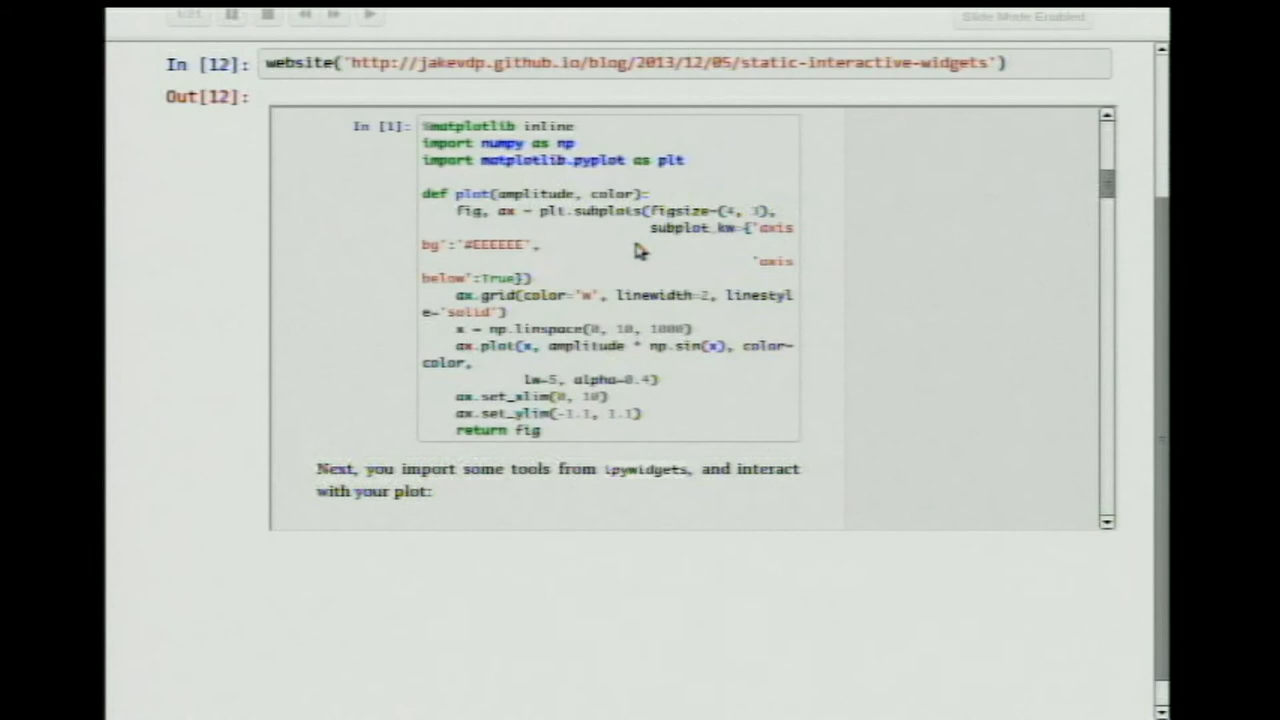 Slide Mode Enabled
In [12]: website('http://jakevdp.github.io/blog/2013/12/05/static-interactive-widgets')
Out[12]:
In [1]: %matplotlib inline
import numpy as np
import matplotlib.pyplot as plt
def plot(amplitude, color):
fig, ax = plt.subplots(figsize=(4, 3),
subplot_kw={'axis
bg':'#EEEEEE',
'axis
below':True})
ax.grid(color='w', linewidth=2, linestyl
e='solid')
x = np.linspace(0, 10, 1000)
ax.plot(x, amplitude * np.sin(x), color=
color,
lw=5, alpha=0.4)
ax.set_xlim(0, 10)
ax.set_ylim(-1.1, 1.1)
return fig
Next, you import some tools from ipywidgets, and interact
with your plot: